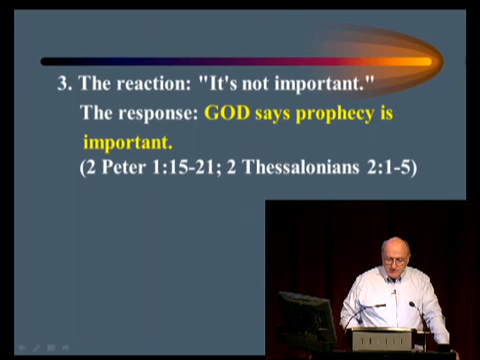 3. The reaction: "It's not important."
The response: GOD says prophecy is
important.
(2 Peter 1:15-21; 2 Thessalonians 2:1-5)